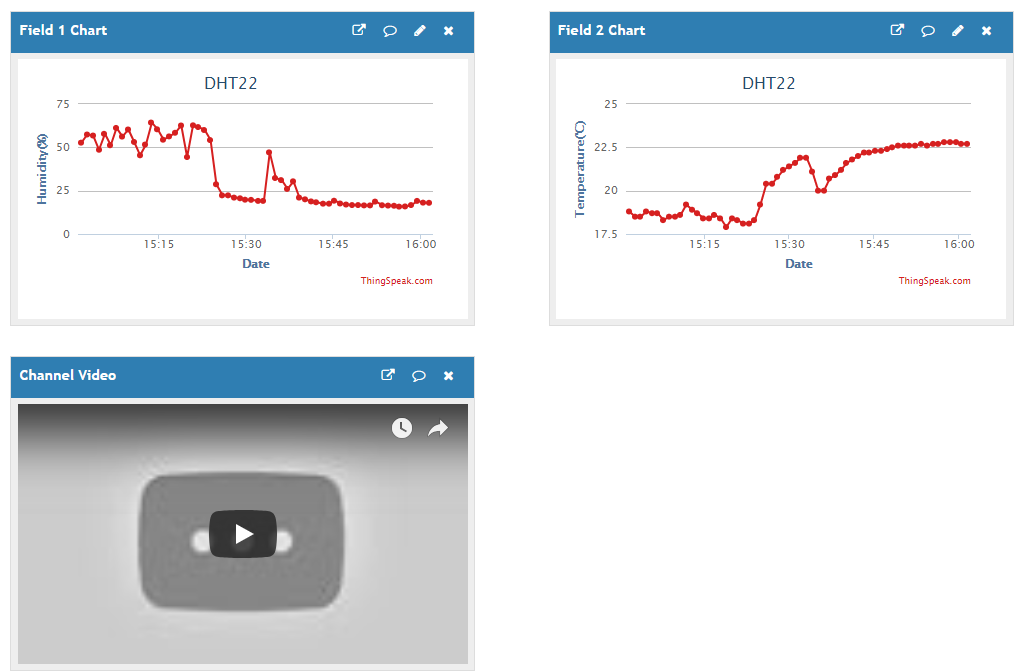 Field 1 Chart
DHT22
Humidity(%)
75
50
25
0
15:15 15:30 15:45 16:00
Date
ThingSpeak.com
Field 2 Chart
DHT22
Temperature(℃)
25
22.5
20
17.5
15:15 15:30 15:45 16:00
Date
ThingSpeak.com
Channel Video